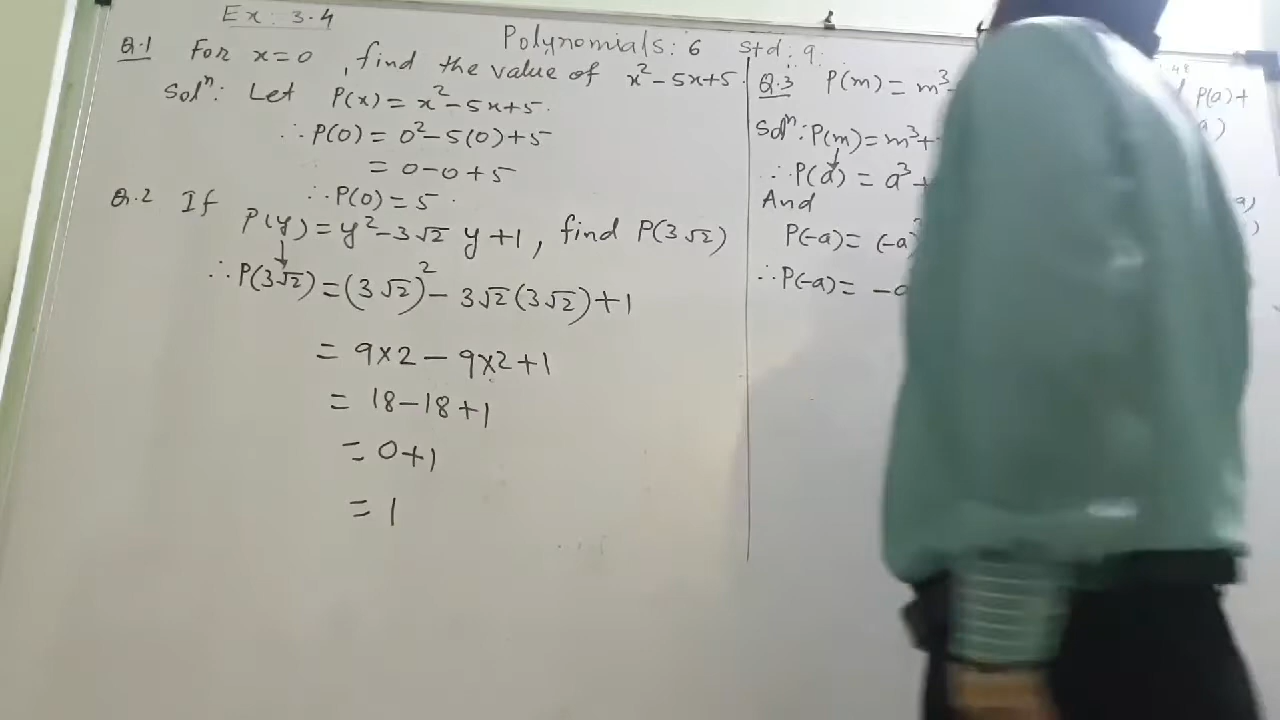 Ex: 3.4
Polynomials: 6 Std: 9.
Q.1 For x=0, find the value of x²-5x+5.
Solⁿ: Let P(x) = x²-5x+5.
∴ P(0) = 0²-5(0)+5
= 0-0+5
∴ P(0) = 5.
Q.2 If P(y) = y²-3√2 y+1, find P(3√2)
∴ P(3√2) = (3√2)² - 3√2(3√2)+1
= 9×2 - 9×2+1
= 18-18+1
= 0+1
= 1
Q.3 P(m) = m³
P(a)+
Solⁿ: P(m) = m³+
∴ P(a) = a³+
And
P(-a) = (-a)
∴ P(-a) = -a